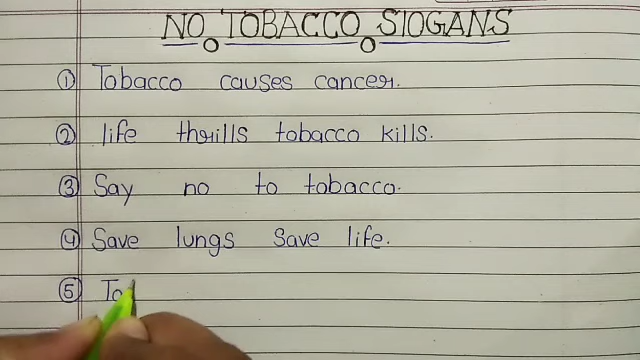 NO TOBACCO SIOGANS
① Tobacco causes cancer.
② life thrills tobacco kills.
③ Say no to tobacco.
④ Save lungs Save life.
⑤ To